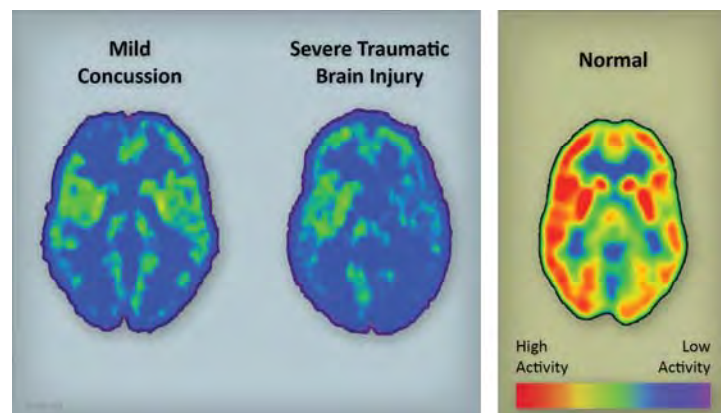 Mild
Concussion
Severe Traumatic
Brain Injury
Normal
High
Activity
Low
Activity